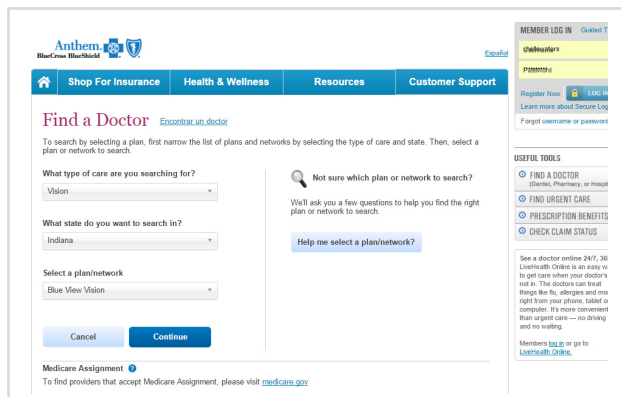 Anthem.
BlueCross BlueShield
Español
Shop For Insurance
Health & Wellness
Resources
Customer Support
Find a Doctor
Encontrar un doctor
To search by selecting a plan, first narrow the list of plans and networks by selecting the type of care and state. Then, select a
plan or network to search.
What type of care are you searching for?
Vision
What state do you want to search in?
Indiana
Select a plan/network
Blue View Vision
Cancel
Continue
Not sure which plan or network to search?
We'll ask you a few questions to help you find the right
plan or network to search.
Help me select a plan/network?
Medicare Assignment
To find providers that accept Medicare Assignment, please visit medicare.gov
MEMBER LOG IN
Guided T
Password
Register Now
LOG IN
Learn more about Secure Log
Forgot username or password
USEFUL TOOLS
FIND A DOCTOR
(Dentist, Pharmacy, or Hospit
FIND URGENT CARE
PRESCRIPTION BENEFITS
CHECK CLAIM STATUS
See a doctor online 24/7, 36
LiveHealth Online is an easy w
to get care when your doctor's
not in. The doctors can treat
things like flu, allergies and mo
right from your phone, tablet o
computer. It's more convenient
than urgent care — no driving
and no waiting.
Members log in or go to
LiveHealth Online.